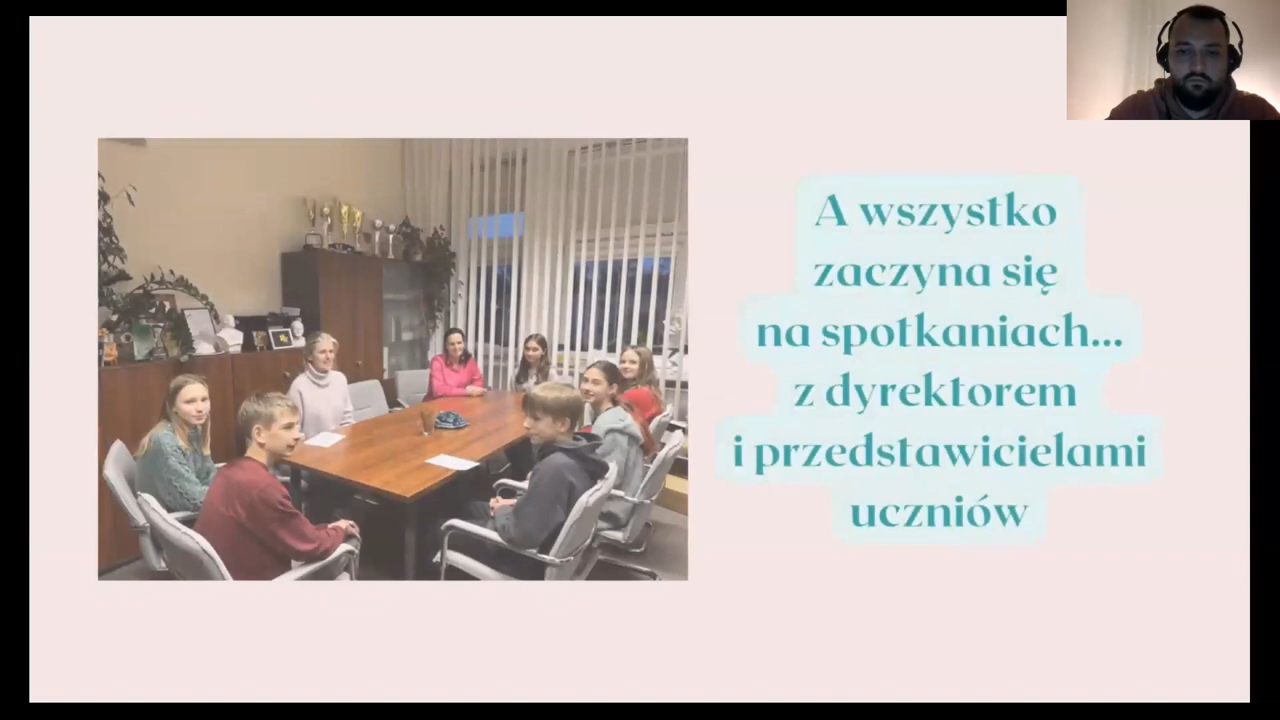 A wszystko
zaczyna się
na spotkaniach...
z dyrektorem
i przedstawicielami
uczniów